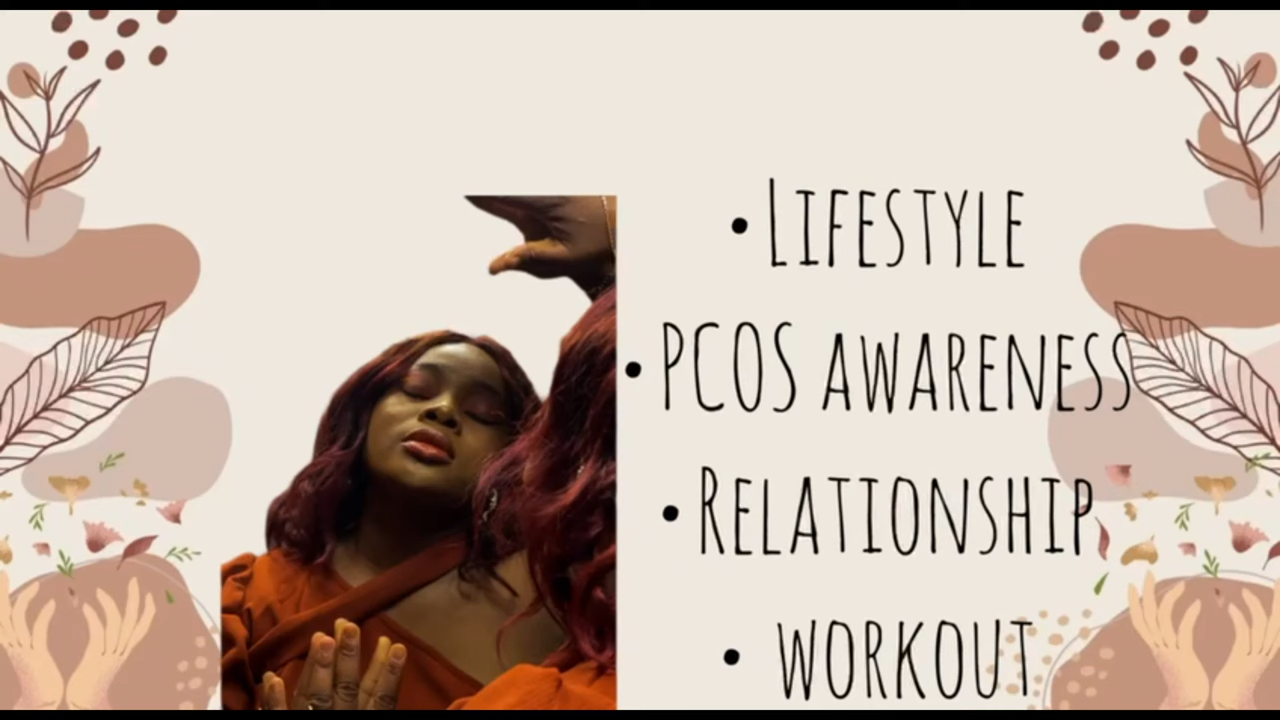 • Lifestyle
• PCOS awareness
• Relationship
• workout